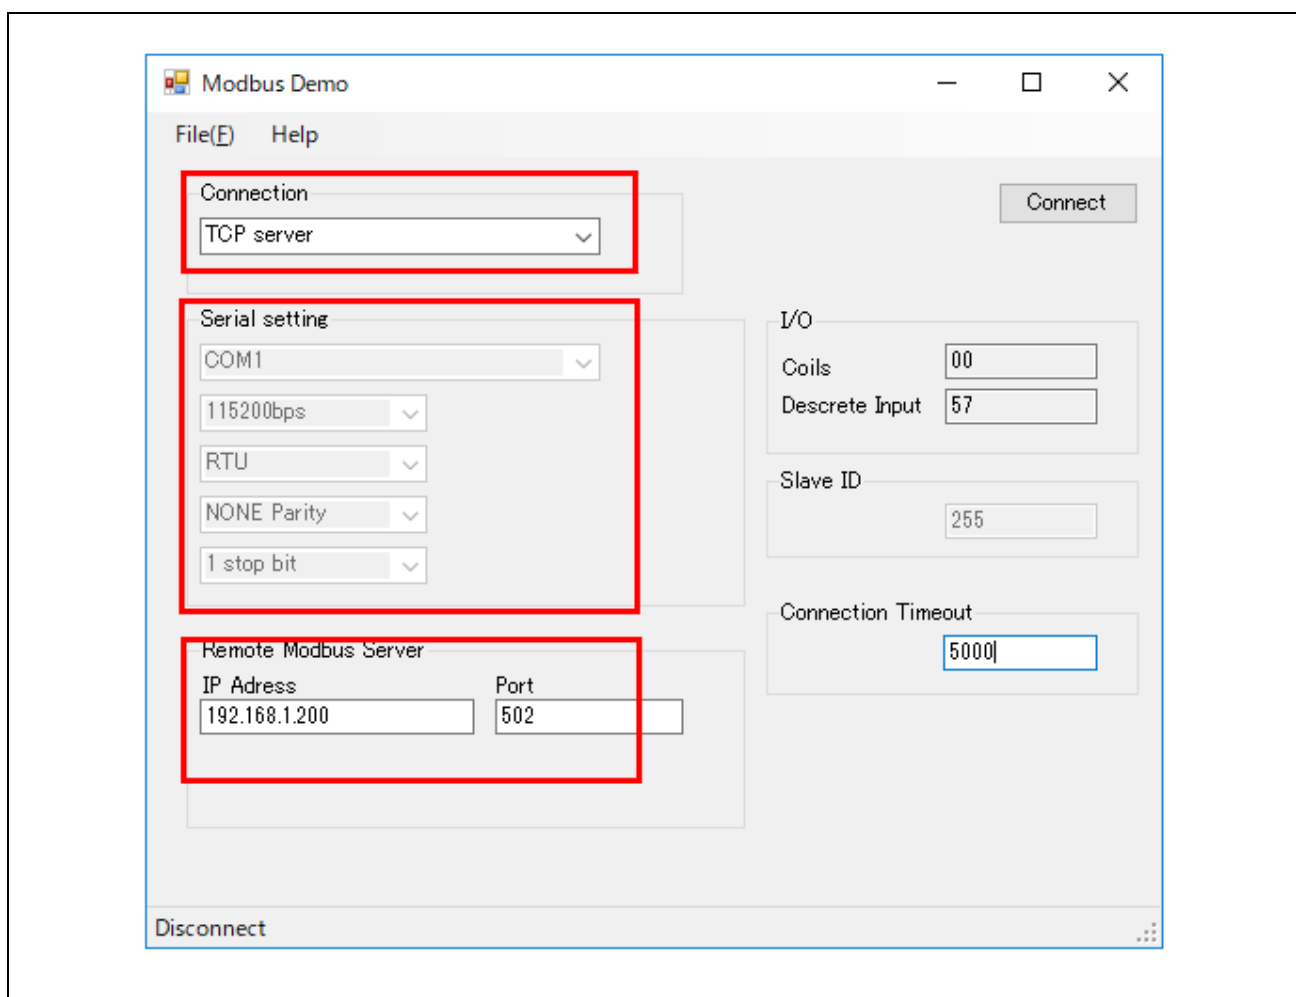 Modbus Demo
File(F) Help
Connection
TCP server
Connect
Serial setting
COM1
115200bps
RTU
NONE Parity
1 stop bit
I/O
Coils 00
Descrete Input 57
Slave ID
255
Connection Timeout
5000
Remote Modbus Server
IP Adress Port
192.168.1.200 502
Disconnect